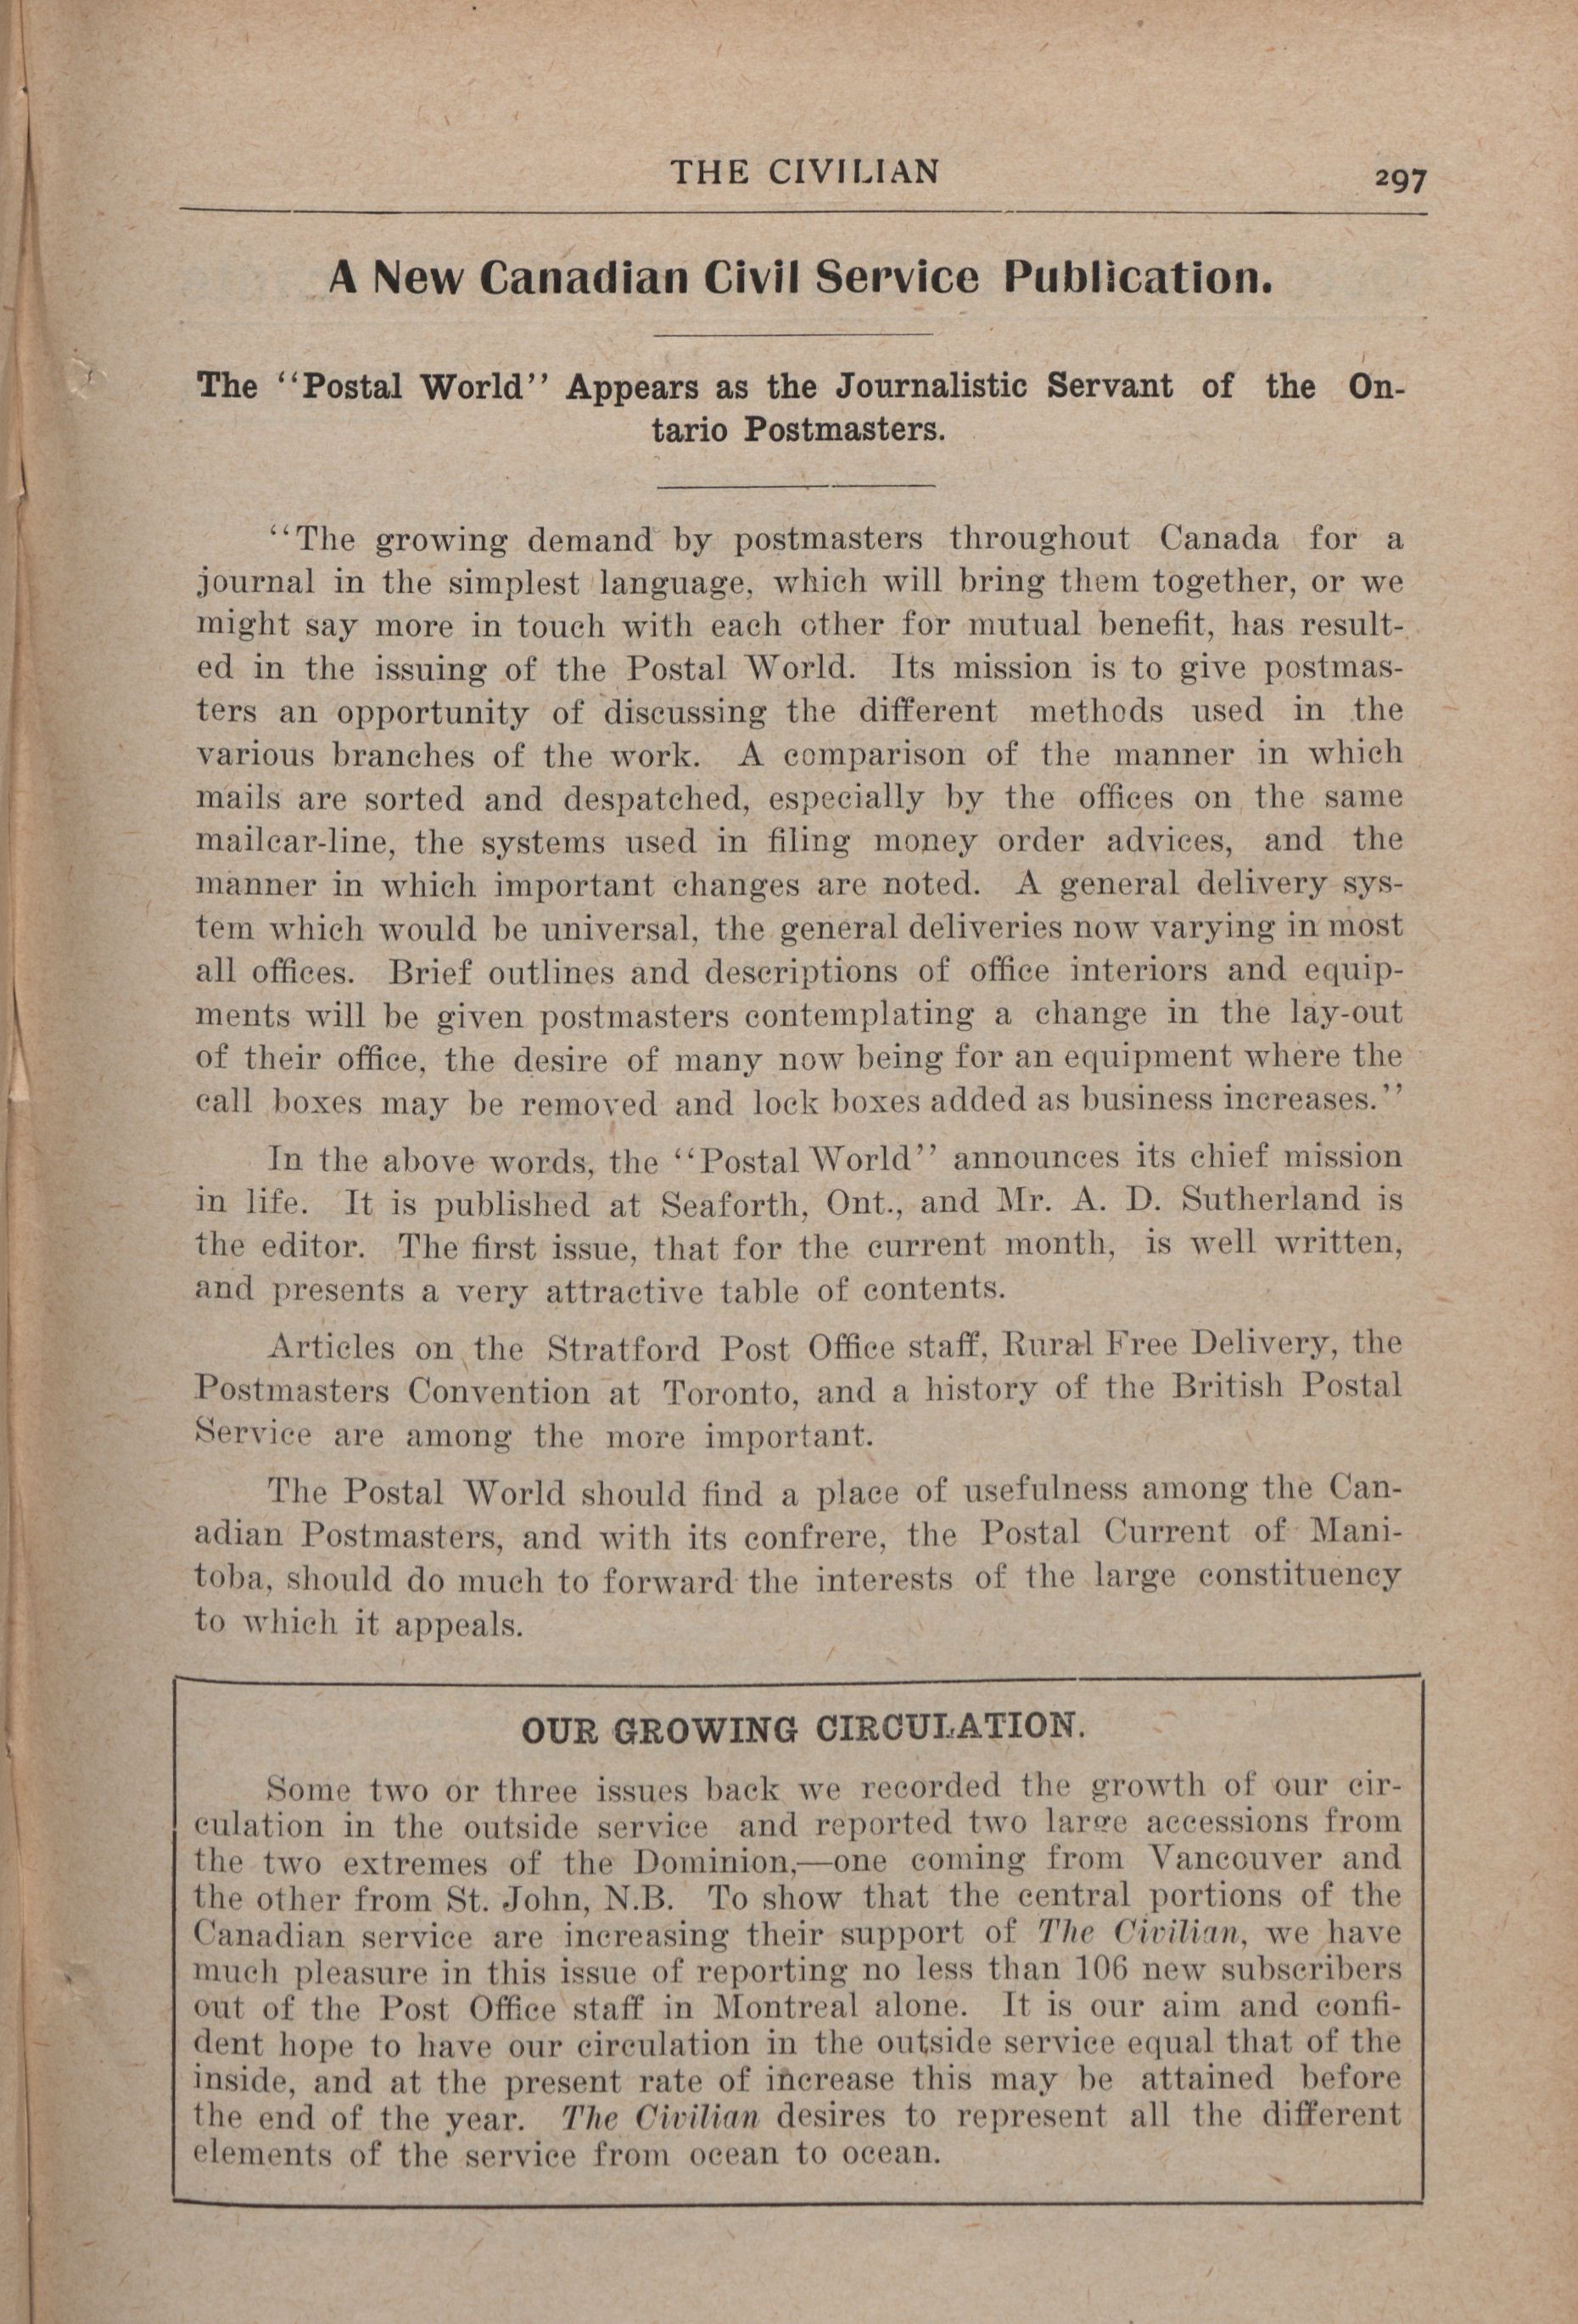 THE CIVILIAN
297
A New Canadian Civil Service Publication.
The "Postal World" Appears as the Journalistic Servant of the On-
tario Postmasters.
"The growing demand by postmasters throughout Canada for a
journal in the simplest language, which will bring them together, or we
might say more in touch with each other for mutual benefit, has result-
ed in the issuing of the Postal World. Its mission is to give postmas-
ters an opportunity of discussing the different methods used in the
various branches of the work. A comparison of the manner in which
mails are sorted and despatched, especially by the offices on the same
mailcar-line, the systems used in filing money order advices, and the
manner in which important changes are noted. A general delivery sys-
tem which would be universal, the general deliveries now varying in most
all offices. Brief outlines and descriptions of office interiors and equip-
ments will be given postmasters contemplating a change in the lay-out
of their office, the desire of many now being for an equipment where the
call boxes may be removed and lock boxes added as business increases."
In the above words, the "Postal World" announces its chief mission
in life. It is published at Seaforth, Ont., and Mr. A. D. Sutherland is
the editor. The first issue, that for the current month, is well written,
and presents a very attractive table of contents.
Articles on the Stratford Post Office staff, Rural Free Delivery, the
Postmasters Convention at Toronto, and a history of the British Postal
Service are among the more important.
The Postal World should find a place of usefulness among the Can-
adian Postmasters, and with its confrere, the Postal Current of Mani-
toba, should do much to forward the interests of the large constituency
to which it appeals.
OUR GROWING CIRCULATION.
Some two or three issues back we recorded the growth of our cir-
culation in the outside service and reported two large accessions from
the two extremes of the Dominion,—one coming from Vancouver and
the other from St. John, N.B. To show that the central portions of the
Canadian service are increasing their support of The Civilian, we have
much pleasure in this issue of reporting no less than 106 new subscribers
out of the Post Office staff in Montreal alone. It is our aim and confi-
dent hope to have our circulation in the outside service equal that of the
inside, and at the present rate of increase this may be attained before
the end of the year. The Civilian desires to represent all the different
elements of the service from ocean to ocean.